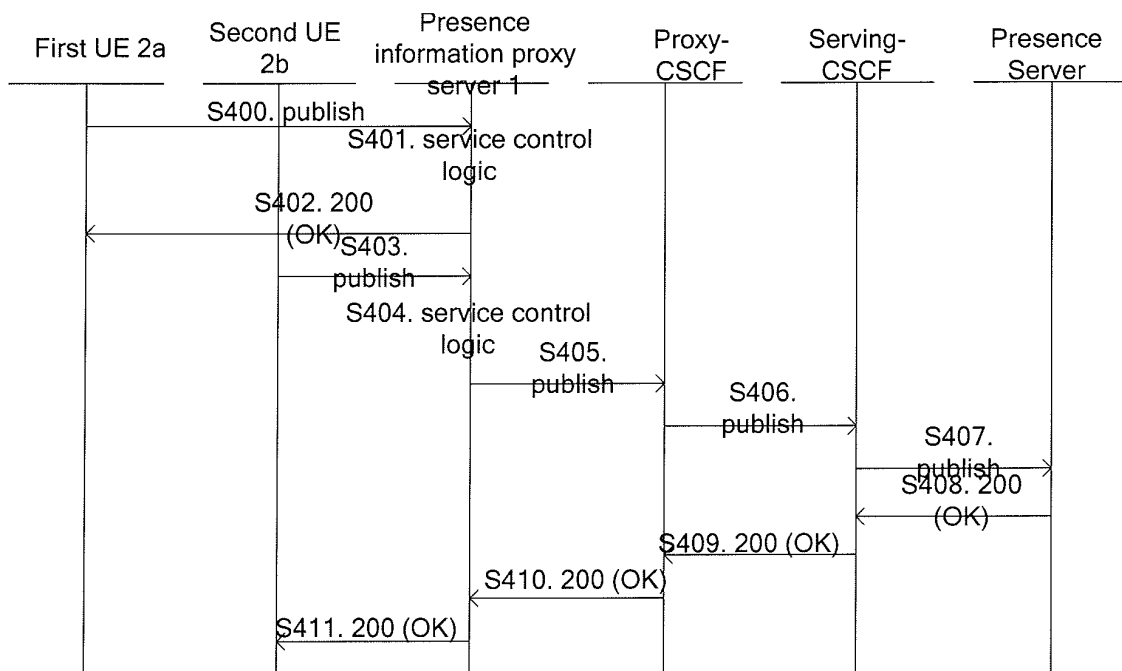 First UE 2a
Second UE
2b
Presence
information proxy
server 1
Proxy-
CSCF
Serving-
CSCF
Presence
Server
S400. publish
S401. service control
logic
S402. 200
(OK)
S403.
publish
S404. service control
logic
S405.
publish
S406.
publish
S407.
publish
S408. 200
(OK)
S409. 200 (OK)
S410. 200 (OK)
S411. 200 (OK)